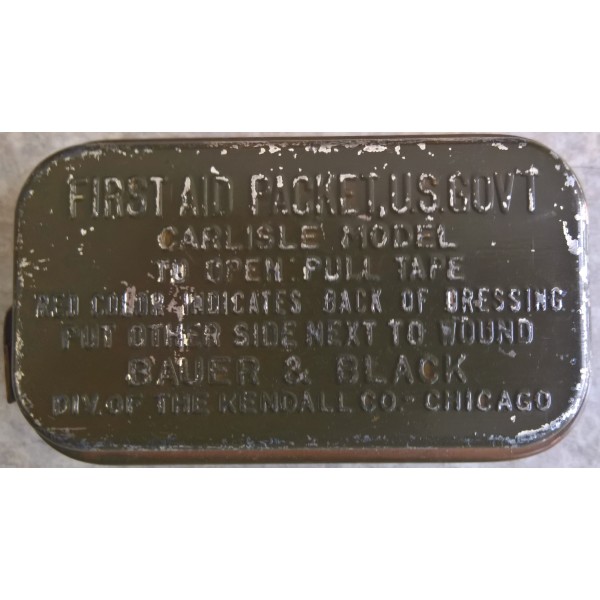 FIRST AID PACKET, U.S. GOVT
CARLISLE MODEL
TO OPEN PULL TAPE
RED COLOR INDICATES BACK OF DRESSING
PUT OTHER SIDE NEXT TO WOUND
BAUER & BLACK
DIV. OF THE KENDALL CO. - CHICAGO